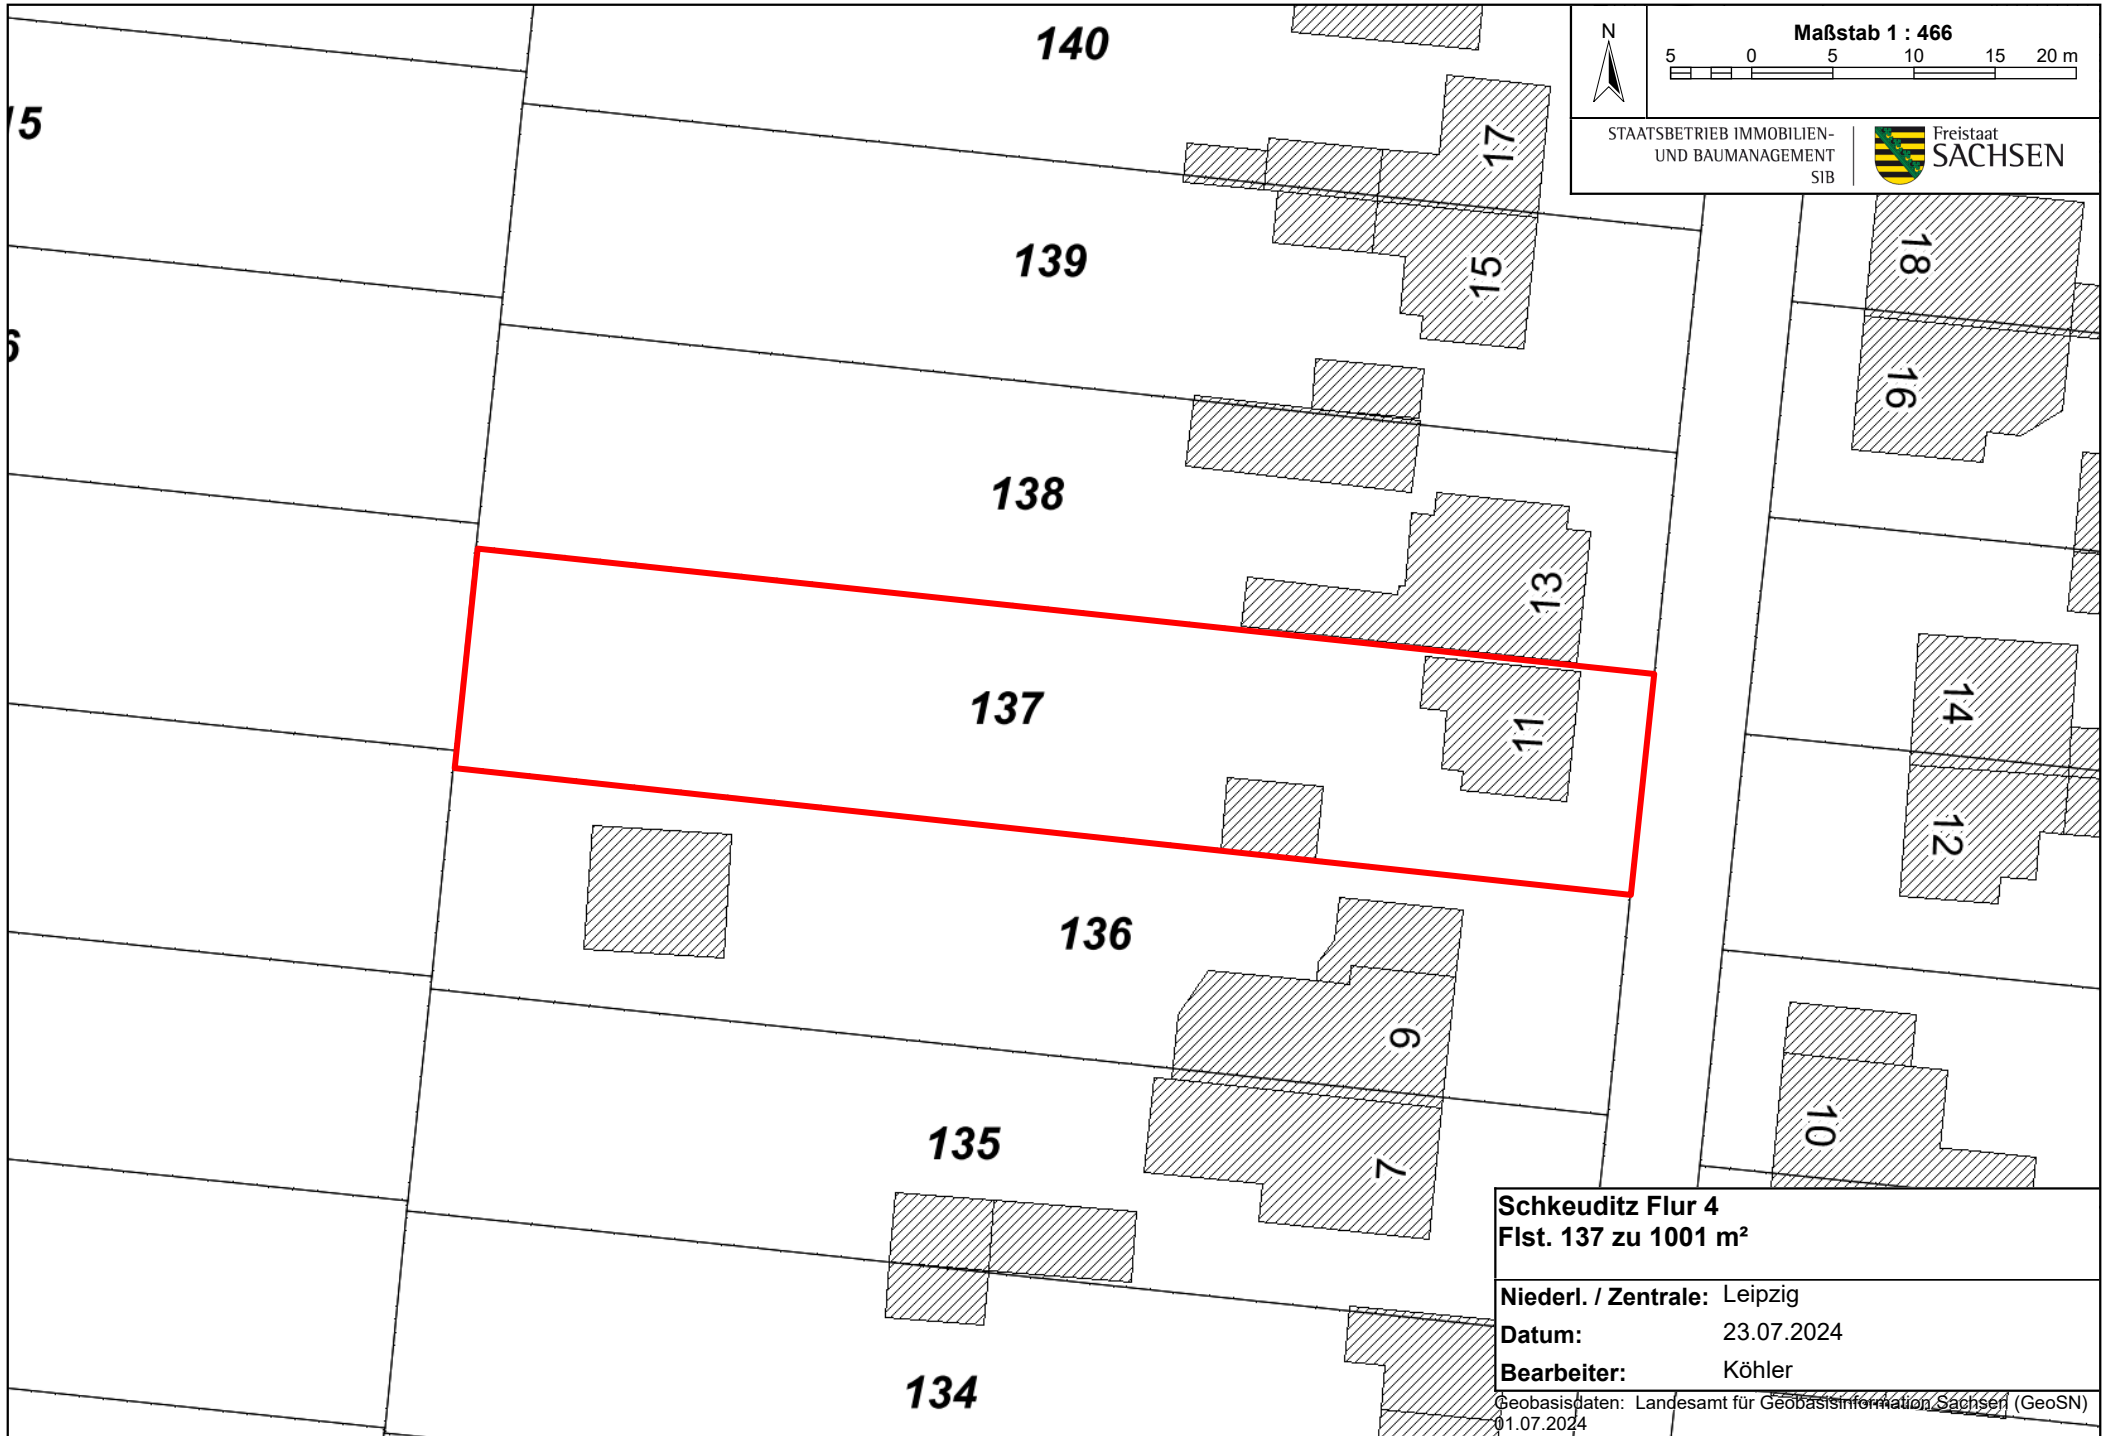 140
N
Maßstab 1 : 466
5 0 5 10 15 20 m
STAATSBETRIEB IMMOBILIEN-
UND BAUMANAGEMENT
SIB
Freistaat
SACHSEN
15
17
139
15
18
16
6
138
13
137
11
14
12
136
9
135
7
10
134
Schkeuditz Flur 4
Flst. 137 zu 1001 m²
Niederl. / Zentrale: Leipzig
Datum: 23.07.2024
Bearbeiter: Köhler
Geobasisdaten: Landesamt für Geobasisinformation Sachsen (GeoSN)
01.07.2024